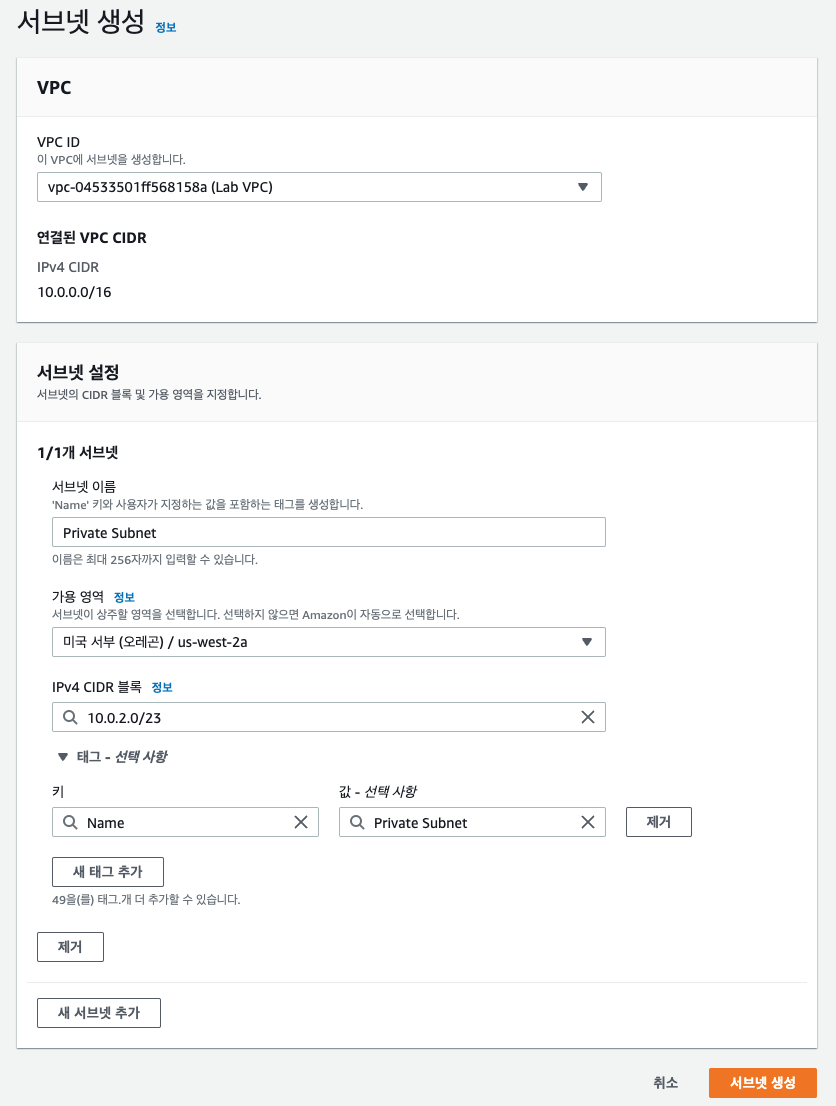 서브넷 생성 정보
VPC
VPC ID
이 VPC에 서브넷을 생성합니다.
vpc-04533501ff568158a (Lab VPC)
연결된 VPC CIDR
IPv4 CIDR
10.0.0.0/16
서브넷 설정
서브넷의 CIDR 블록 및 가용 영역을 지정합니다.
1/1개 서브넷
서브넷 이름
'Name' 키와 사용자가 지정하는 값을 포함하는 태그를 생성합니다.
Private Subnet
이름은 최대 256자까지 입력할 수 있습니다.
가용 영역 정보
서브넷이 상주할 영역을 선택합니다. 선택하지 않으면 Amazon이 자동으로 선택합니다.
미국 서부 (오레곤) / us-west-2a
IPv4 CIDR 블록 정보
10.0.2.0/23
태그 - 선택 사항
키 값 - 선택 사항
Name Private Subnet 제거
새 태그 추가
49을(를) 태그.개 더 추가할 수 있습니다.
제거
새 서브넷 추가
취소 서브넷 생성